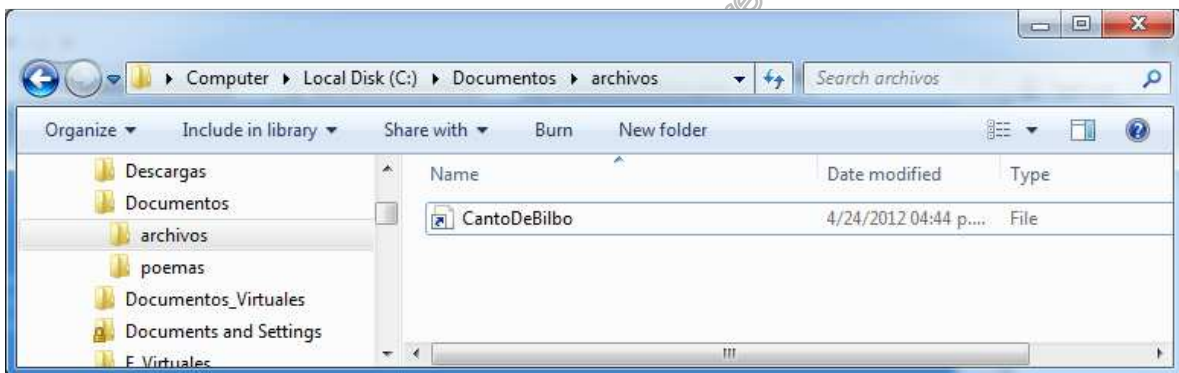 Computer ▸ Local Disk (C:) ▸ Documentos ▸ archivos
Search archivos
Organize Include in library Share with Burn New folder
Descargas
Documentos
archivos
poemas
Documentos_Virtuales
Documents and Settings
F_Virtuales
Name Date modified Type
CantoDeBilbo 4/24/2012 04:44 p.... File